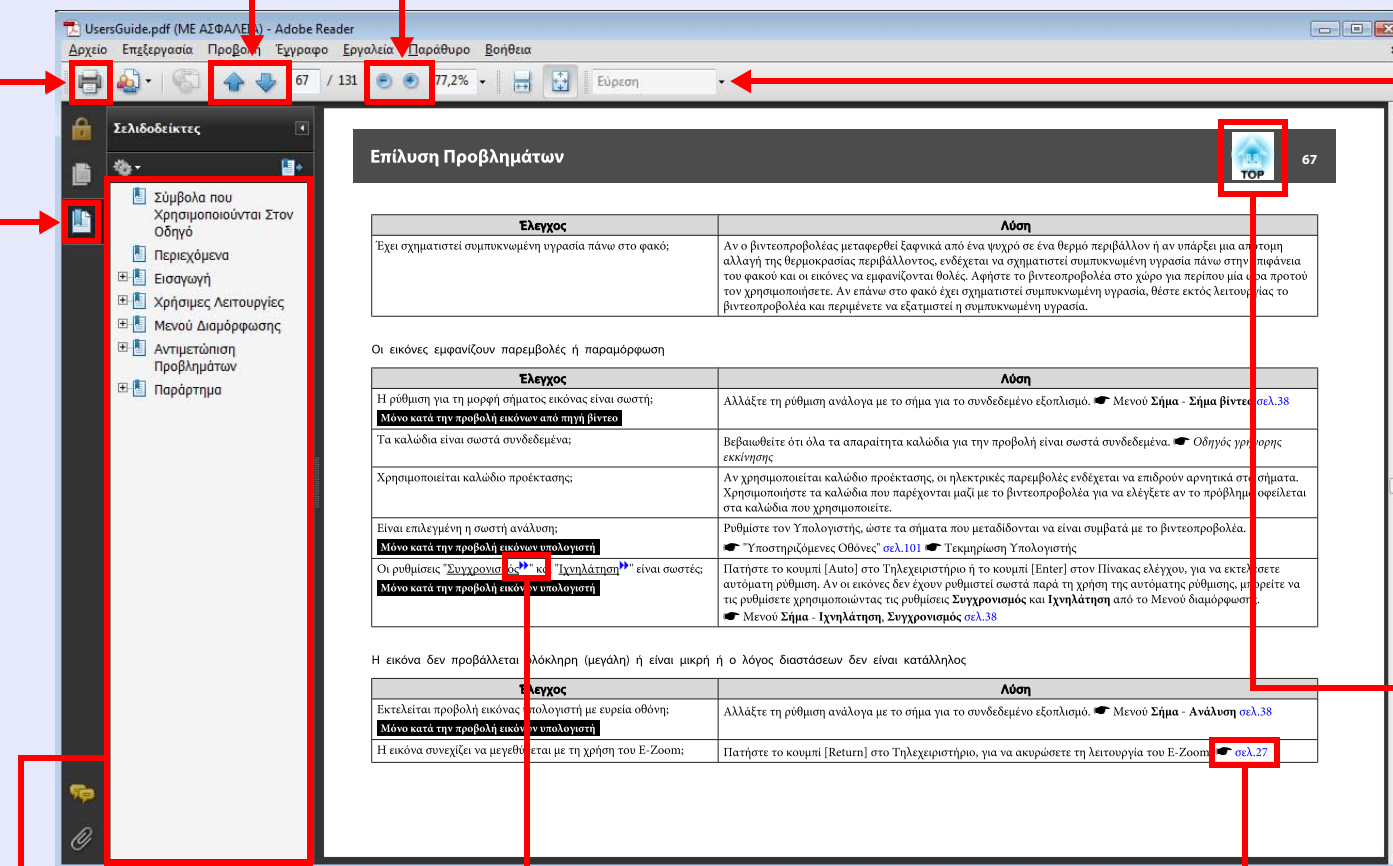 UsersGuide.pdf (ΜΕ ΑΣΦΑΛΕΙΑ) - Adobe Reader
Αρχείο Επεξεργασία Προβολή Έγγραφο Εργαλεία Παράθυρο Βοήθεια
67 / 131 77,2% Εύρεση
Σελιδοδείκτες
Σύμβολα που
Χρησιμοποιούνται Στον
Οδηγό
Περιεχόμενα
Εισαγωγή
Χρήσιμες Λειτουργίες
Μενού Διαμόρφωσης
Αντιμετώπιση
Προβλημάτων
Παράρτημα
Επίλυση Προβλημάτων
TOP
67
Έλεγχος Λύση
Έχει σχηματιστεί συμπυκνωμένη υγρασία πάνω στο φακό;
Αν ο βιντεοπροβολέας μεταφερθεί ξαφνικά από ένα ψυχρό σε ένα θερμό περιβάλλον ή αν υπάρξει μια απότομη
αλλαγή της θερμοκρασίας περιβάλλοντος, ενδέχεται να σχηματιστεί συμπυκνωμένη υγρασία πάνω στην επιφάνεια
του φακού και οι εικόνες να εμφανίζονται θολές. Αφήστε το βιντεοπροβολέα στο χώρο για περίπου μία ώρα προτού
τον χρησιμοποιήσετε. Αν επάνω στο φακό έχει σχηματιστεί συμπυκνωμένη υγρασία, θέστε εκτός λειτουργίας το
βιντεοπροβολέα και περιμένετε να εξατμιστεί η συμπυκνωμένη υγρασία.
Οι εικόνες εμφανίζουν παρεμβολές ή παραμόρφωση
Έλεγχος Λύση
Η ρύθμιση για τη μορφή σήματος εικόνας είναι σωστή;
Μόνο κατά την προβολή εικόνων από πηγή βίντεο
Αλλάξτε τη ρύθμιση ανάλογα με το σήμα για το συνδεδεμένο εξοπλισμό. ☛ Μενού Σήμα - Σήμα βίντεο σελ.38
Τα καλώδια είναι σωστά συνδεδεμένα;
Βεβαιωθείτε ότι όλα τα απαραίτητα καλώδια για την προβολή είναι σωστά συνδεδεμένα. ☛ Οδηγός γρήγορης
εκκίνησης
Χρησιμοποιείται καλώδιο προέκτασης;
Αν χρησιμοποιείται καλώδιο προέκτασης, οι ηλεκτρικές παρεμβολές ενδέχεται να επιδρούν αρνητικά στα σήματα.
Χρησιμοποιήστε τα καλώδια που παρέχονται μαζί με το βιντεοπροβολέα για να ελέγξετε αν το πρόβλημα οφείλεται
στα καλώδια που χρησιμοποιείτε.
Είναι επιλεγμένη η σωστή ανάλυση;
Μόνο κατά την προβολή εικόνων υπολογιστή
Ρυθμίστε τον Υπολογιστής, ώστε τα σήματα που μεταδίδονται να είναι συμβατά με το βιντεοπροβολέα.
☛ "Υποστηριζόμενες Οθόνες" σελ.101 ☛ Τεκμηρίωση Υπολογιστής
Οι ρυθμίσεις "Συγχρονισμός" και "Ιχνηλάτηση" είναι σωστές;
Μόνο κατά την προβολή εικόνων υπολογιστή
Πατήστε το κουμπί [Auto] στο Τηλεχειριστήριο ή το κουμπί [Enter] στον Πίνακας ελέγχου, για να εκτελέσετε
αυτόματη ρύθμιση. Αν οι εικόνες δεν έχουν ρυθμιστεί σωστά παρά τη χρήση της αυτόματης ρύθμισης, μπορείτε να
τις ρυθμίσετε χρησιμοποιώντας τις ρυθμίσεις Συγχρονισμός και Ιχνηλάτηση από το Μενού διαμόρφωσης.
☛ Μενού Σήμα - Ιχνηλάτηση, Συγχρονισμός σελ.38
Η εικόνα δεν προβάλλεται ολόκληρη (μεγάλη) ή είναι μικρή ή ο λόγος διαστάσεων δεν είναι κατάλληλος
Έλεγχος Λύση
Εκτελείται προβολή εικόνας υπολογιστή με ευρεία οθόνη;
Μόνο κατά την προβολή εικόνων υπολογιστή
Αλλάξτε τη ρύθμιση ανάλογα με το σήμα για το συνδεδεμένο εξοπλισμό. ☛ Μενού Σήμα - Ανάλυση σελ.38
Η εικόνα συνεχίζει να μεγεθύνεται με τη χρήση του E-Zoom;
Πατήστε το κουμπί [Return] στο Τηλεχειριστήριο, για να ακυρώσετε τη λειτουργία του E-Zoom. ☛ σελ.27